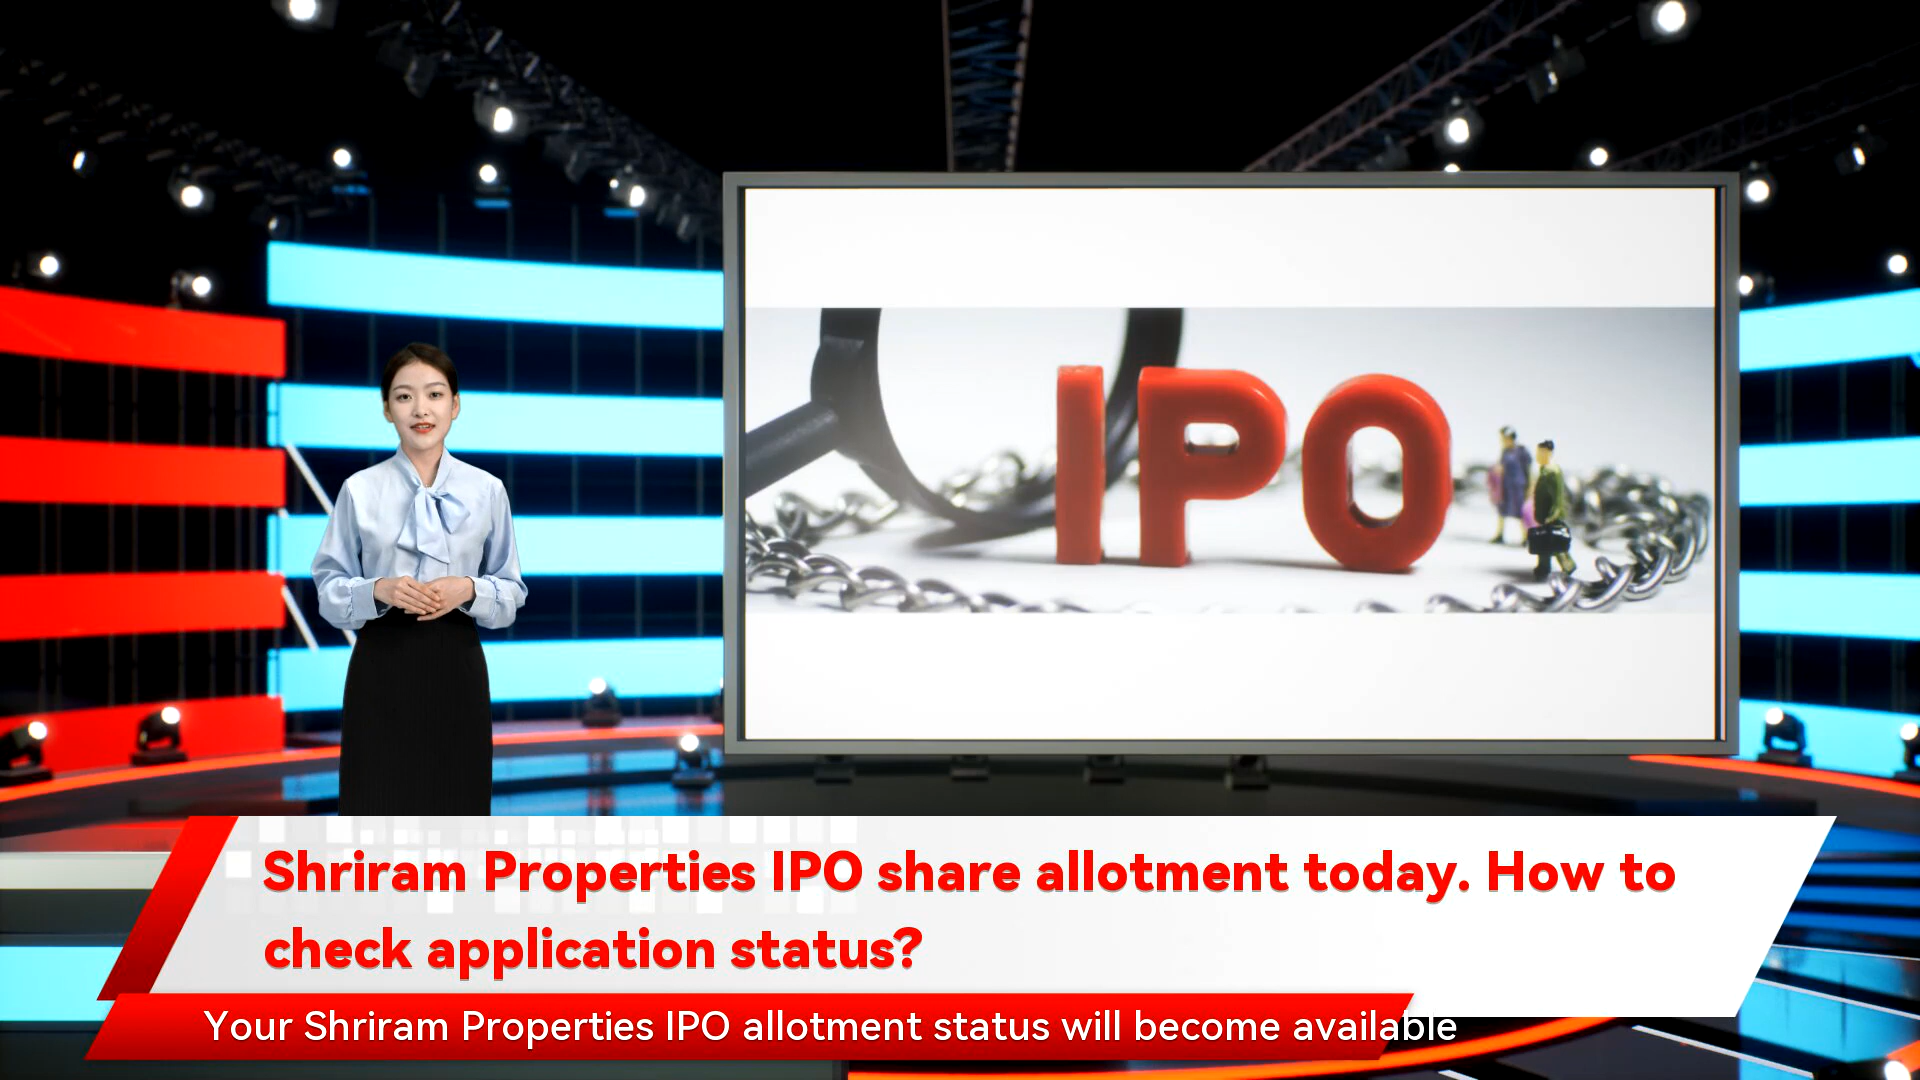 IPO
Shriram Properties IPO share allotment today. How to
check application status?
Your Shriram Properties IPO allotment status will become available